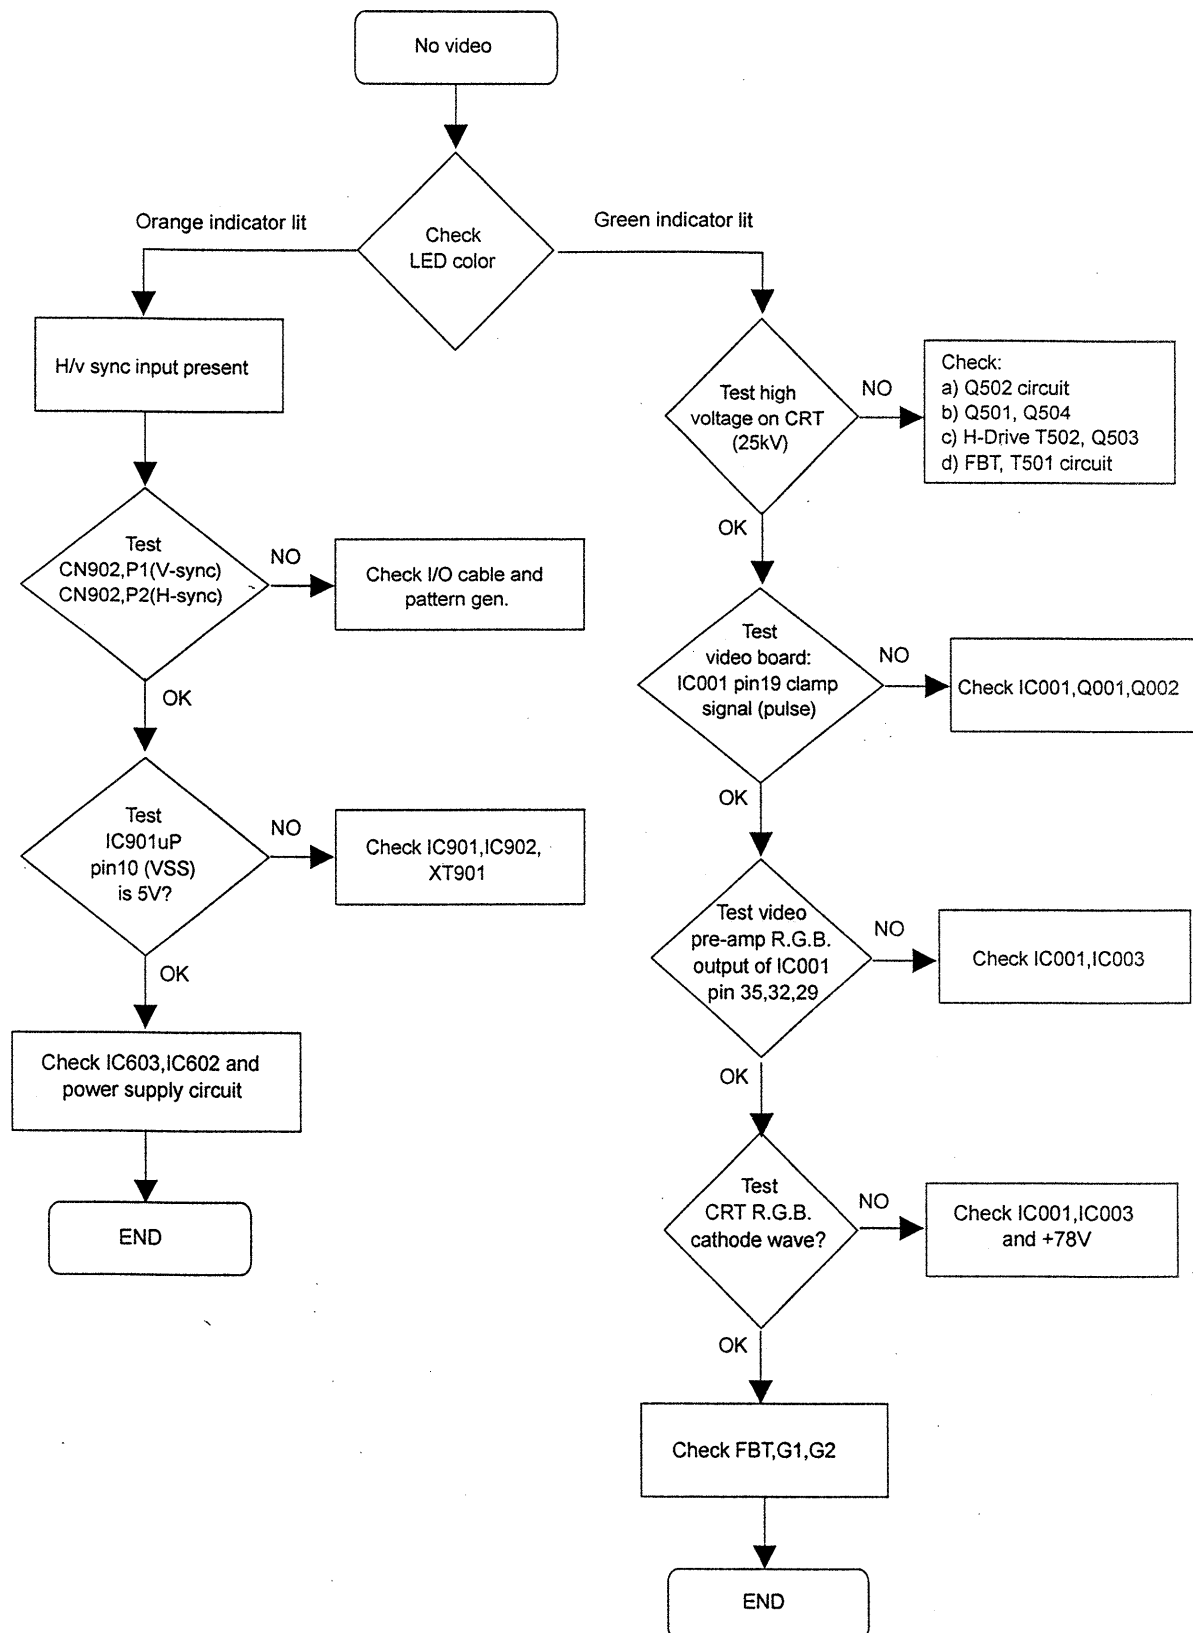 No video
Check
LED color
Orange indicator lit
Green indicator lit
H/v sync input present
Test
CN902,P1(V-sync)
CN902,P2(H-sync)
NO
Check I/O cable and
pattern gen.
OK
Test
IC901uP
pin10 (VSS)
is 5V?
NO
Check IC901,IC902,
XT901
OK
Check IC603,IC602 and
power supply circuit
END
Test high
voltage on CRT
(25kV)
NO
Check:
a) Q502 circuit
b) Q501, Q504
c) H-Drive T502, Q503
d) FBT, T501 circuit
OK
Test
video board:
IC001 pin19 clamp
signal (pulse)
NO
Check IC001,Q001,Q002
OK
Test video
pre-amp R.G.B.
output of IC001
pin 35,32,29
NO
Check IC001,IC003
OK
Test
CRT R.G.B.
cathode wave?
NO
Check IC001,IC003
and +78V
OK
Check FBT,G1,G2
END